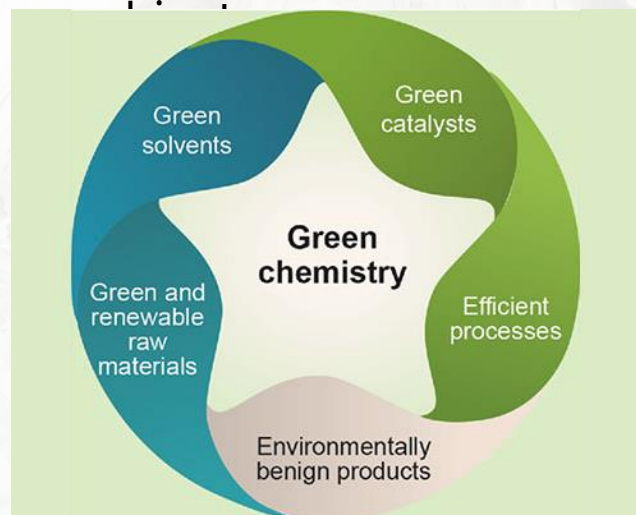 Green
solvents
Green
catalysts
Green
chemistry
Green and
renewable
raw
materials
Efficient
processes
Environmentally
benign products